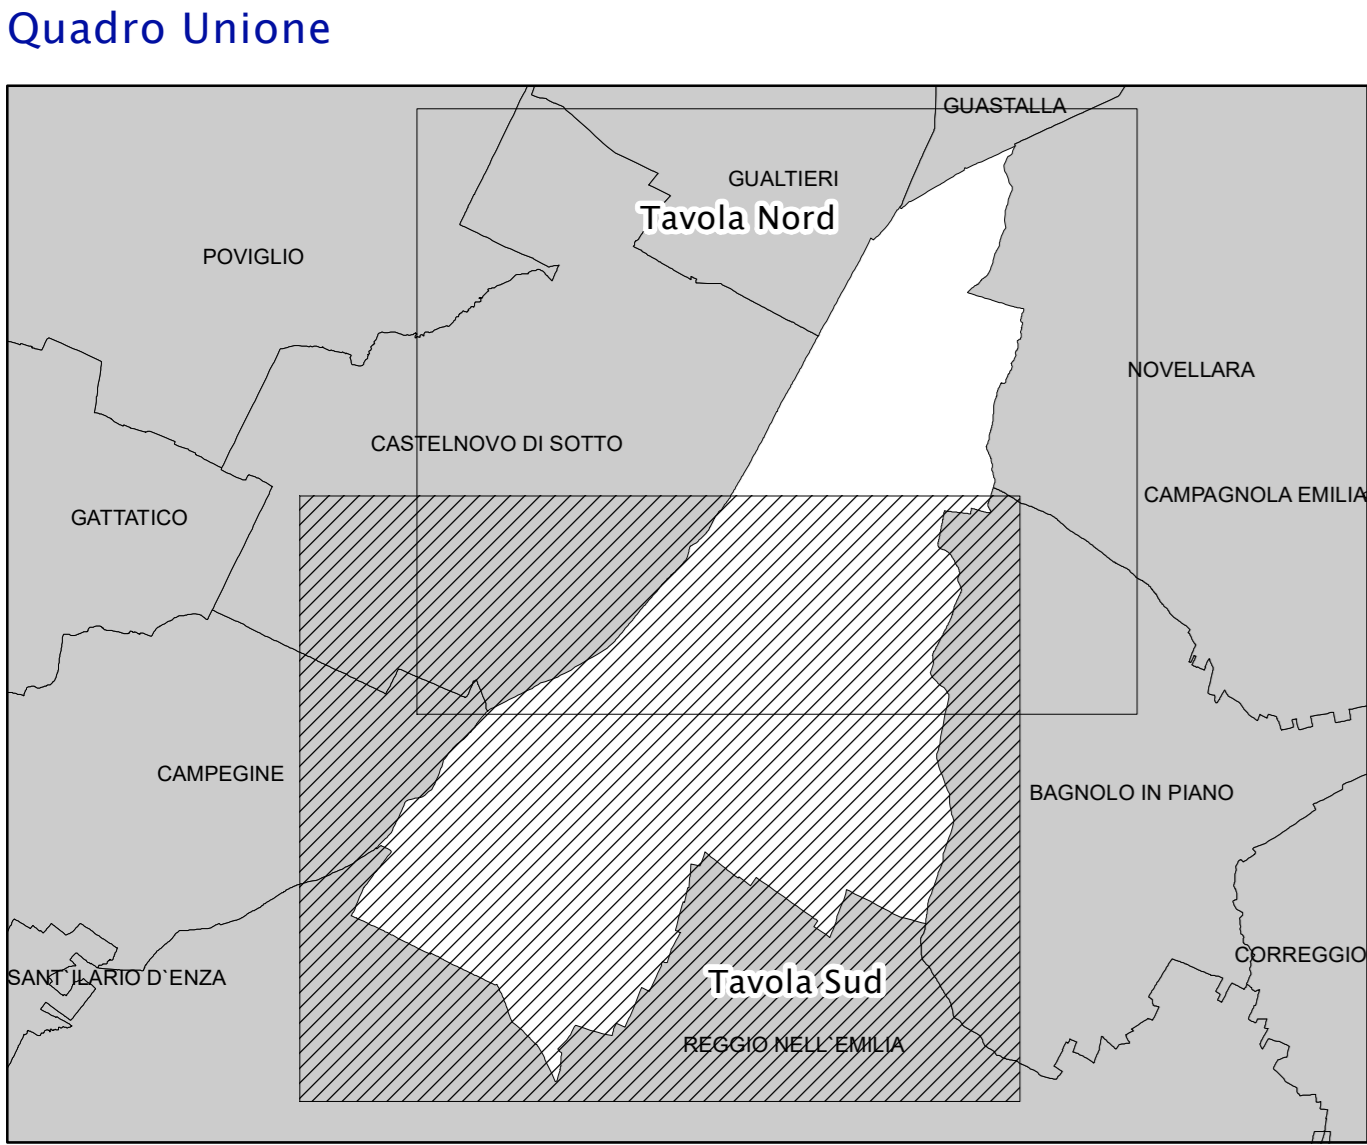 Quadro Unione
GUASTALLA
GUALTIERI
Tavola Nord
POVIGLIO
NOVELLARA
CASTELNOVO DI SOTTO
CAMPAGNOLA EMILIA
GATTATICO
CAMPEGINE
BAGNOLO IN PIANO
CORREGGIO
SANT`ILARIO D`ENZA
Tavola Sud
REGGIO NELL`EMILIA